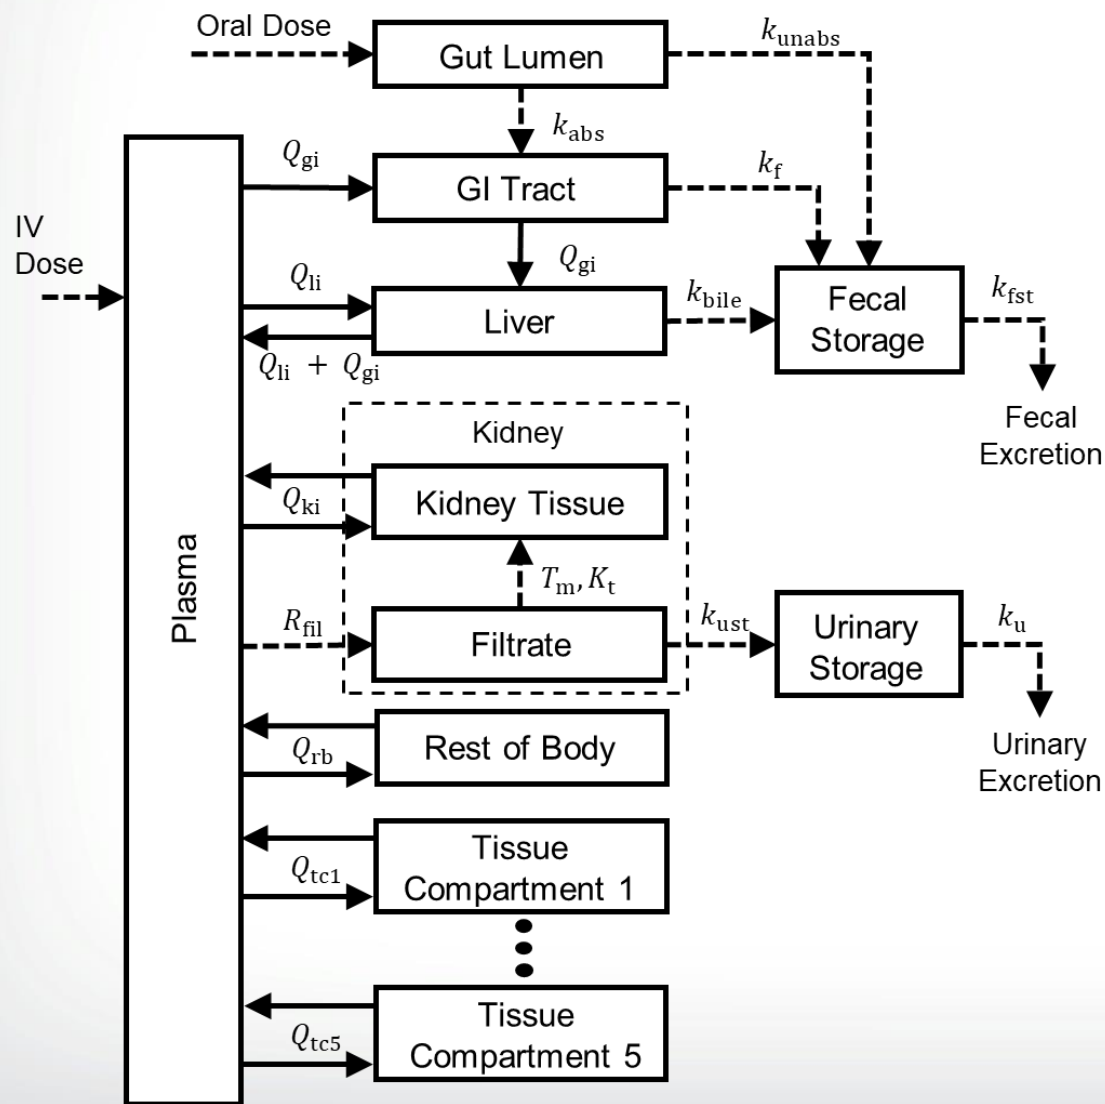 Oral Dose
Gut Lumen
k_unabs
k_abs
Q_gi
GI Tract
k_f
IV
Dose
Q_gi
Q_li
Liver
k_bile
Fecal
Storage
k_fst
Q_li + Q_gi
Fecal
Excretion
Kidney
Kidney Tissue
Q_ki
T_m, K_t
Plasma
R_fil
Filtrate
k_ust
Urinary
Storage
k_u
Urinary
Excretion
Rest of Body
Q_rb
Tissue
Compartment 1
Q_tc1
Tissue
Compartment 5
Q_tc5